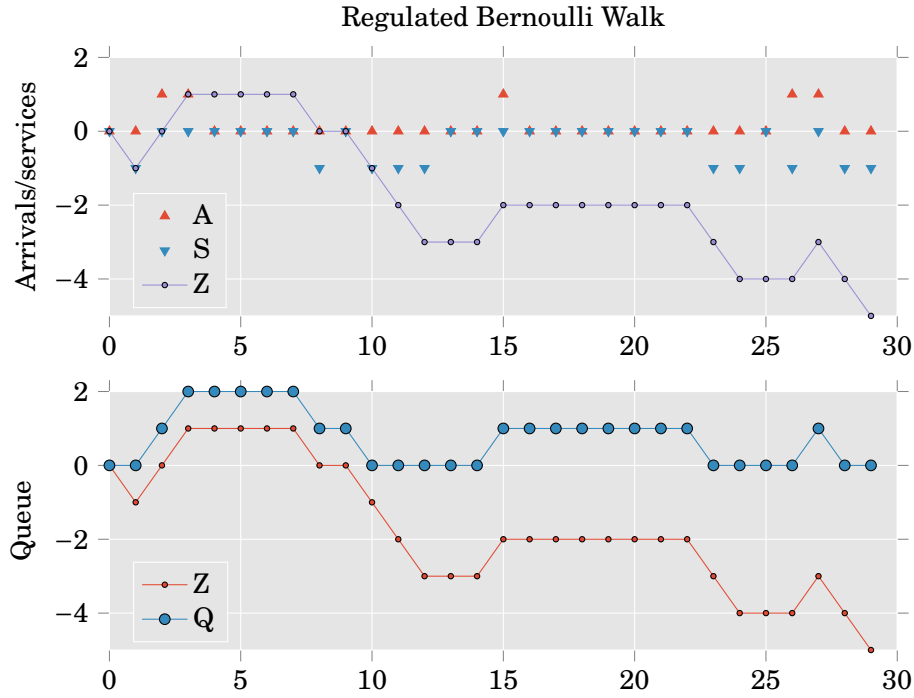 Regulated Bernoulli Walk
2
0
−2
−4
Arrivals/services
A
S
Z
0 5 10 15 20 25 30
2
0
−2
−4
Queue
Z
Q
0 5 10 15 20 25 30